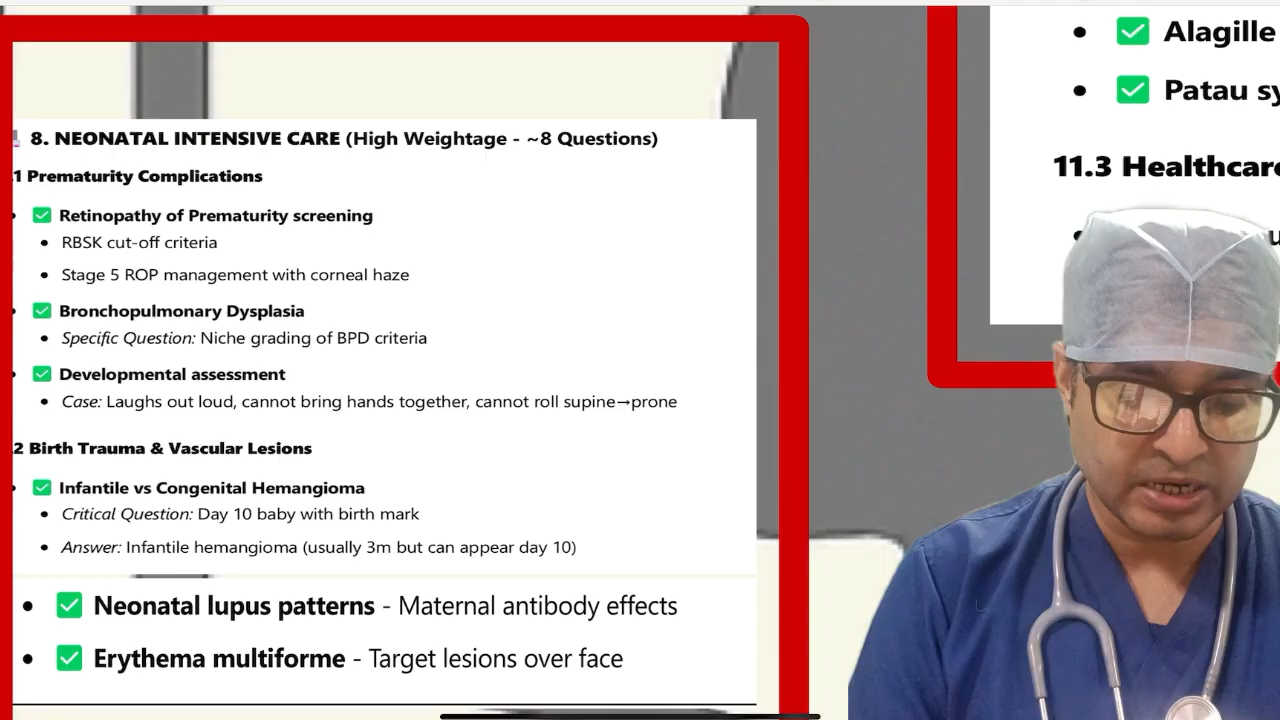 8. NEONATAL INTENSIVE CARE (High Weightage - ~8 Questions)
.1 Prematurity Complications
✅ Retinopathy of Prematurity screening
• RBSK cut-off criteria
• Stage 5 ROP management with corneal haze
✅ Bronchopulmonary Dysplasia
• Specific Question: Niche grading of BPD criteria
✅ Developmental assessment
• Case: Laughs out loud, cannot bring hands together, cannot roll supine→prone
.2 Birth Trauma & Vascular Lesions
✅ Infantile vs Congenital Hemangioma
• Critical Question: Day 10 baby with birth mark
• Answer: Infantile hemangioma (usually 3m but can appear day 10)
• ✅ Neonatal lupus patterns - Maternal antibody effects
• ✅ Erythema multiforme - Target lesions over face
• ✅ Alagille
• ✅ Patau sy
11.3 Healthcare